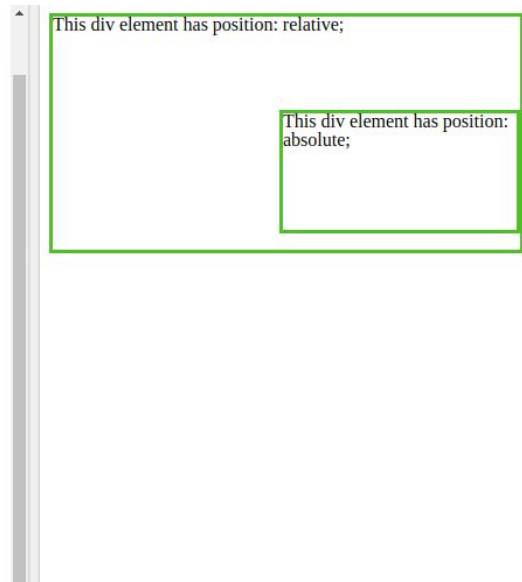 This div element has position: relative;
This div element has position:
absolute;